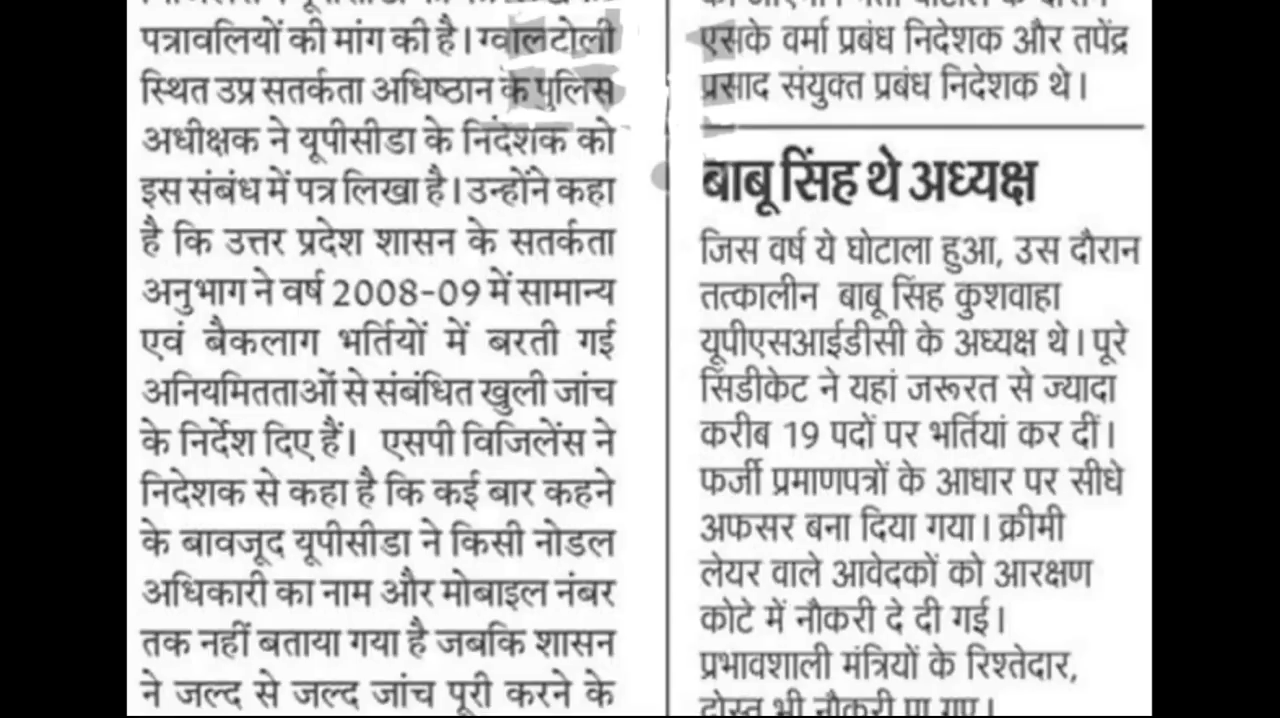 पत्रावलियों की मांग की है। ग्वालटोली
स्थित उप्र सतर्कता अधिष्ठान के पुलिस
अधीक्षक ने यूपीसीडा के निदेशक को
इस संबंध में पत्र लिखा है। उन्होंने कहा
है कि उत्तर प्रदेश शासन के सतर्कता
अनुभाग ने वर्ष 2008-09 में सामान्य
एवं बैकलाग भर्तियों में बरती गई
अनियमितताओं से संबंधित खुली जांच
के निर्देश दिए हैं। एसपी विजिलेंस ने
निदेशक से कहा है कि कई बार कहने
के बावजूद यूपीसीडा ने किसी नोडल
अधिकारी का नाम और मोबाइल नंबर
तक नहीं बताया गया है जबकि शासन
ने जल्द से जल्द जांच पूरी करने के
एसके वर्मा प्रबंध निदेशक और तपेंद्र
प्रसाद संयुक्त प्रबंध निदेशक थे।
बाबू सिंह थे अध्यक्ष
जिस वर्ष ये घोटाला हुआ, उस दौरान
तत्कालीन बाबू सिंह कुशवाहा
यूपीएसआईडीसी के अध्यक्ष थे। पूरे
सिंडीकेट ने यहां जरूरत से ज्यादा
करीब 19 पदों पर भर्तियां कर दीं।
फर्जी प्रमाणपत्रों के आधार पर सीधे
अफसर बना दिया गया। क्रीमी
लेयर वाले आवेदकों को आरक्षण
कोटे में नौकरी दे दी गई।
प्रभावशाली मंत्रियों के रिश्तेदार,
दोस्त भी नौकरी पा गए।